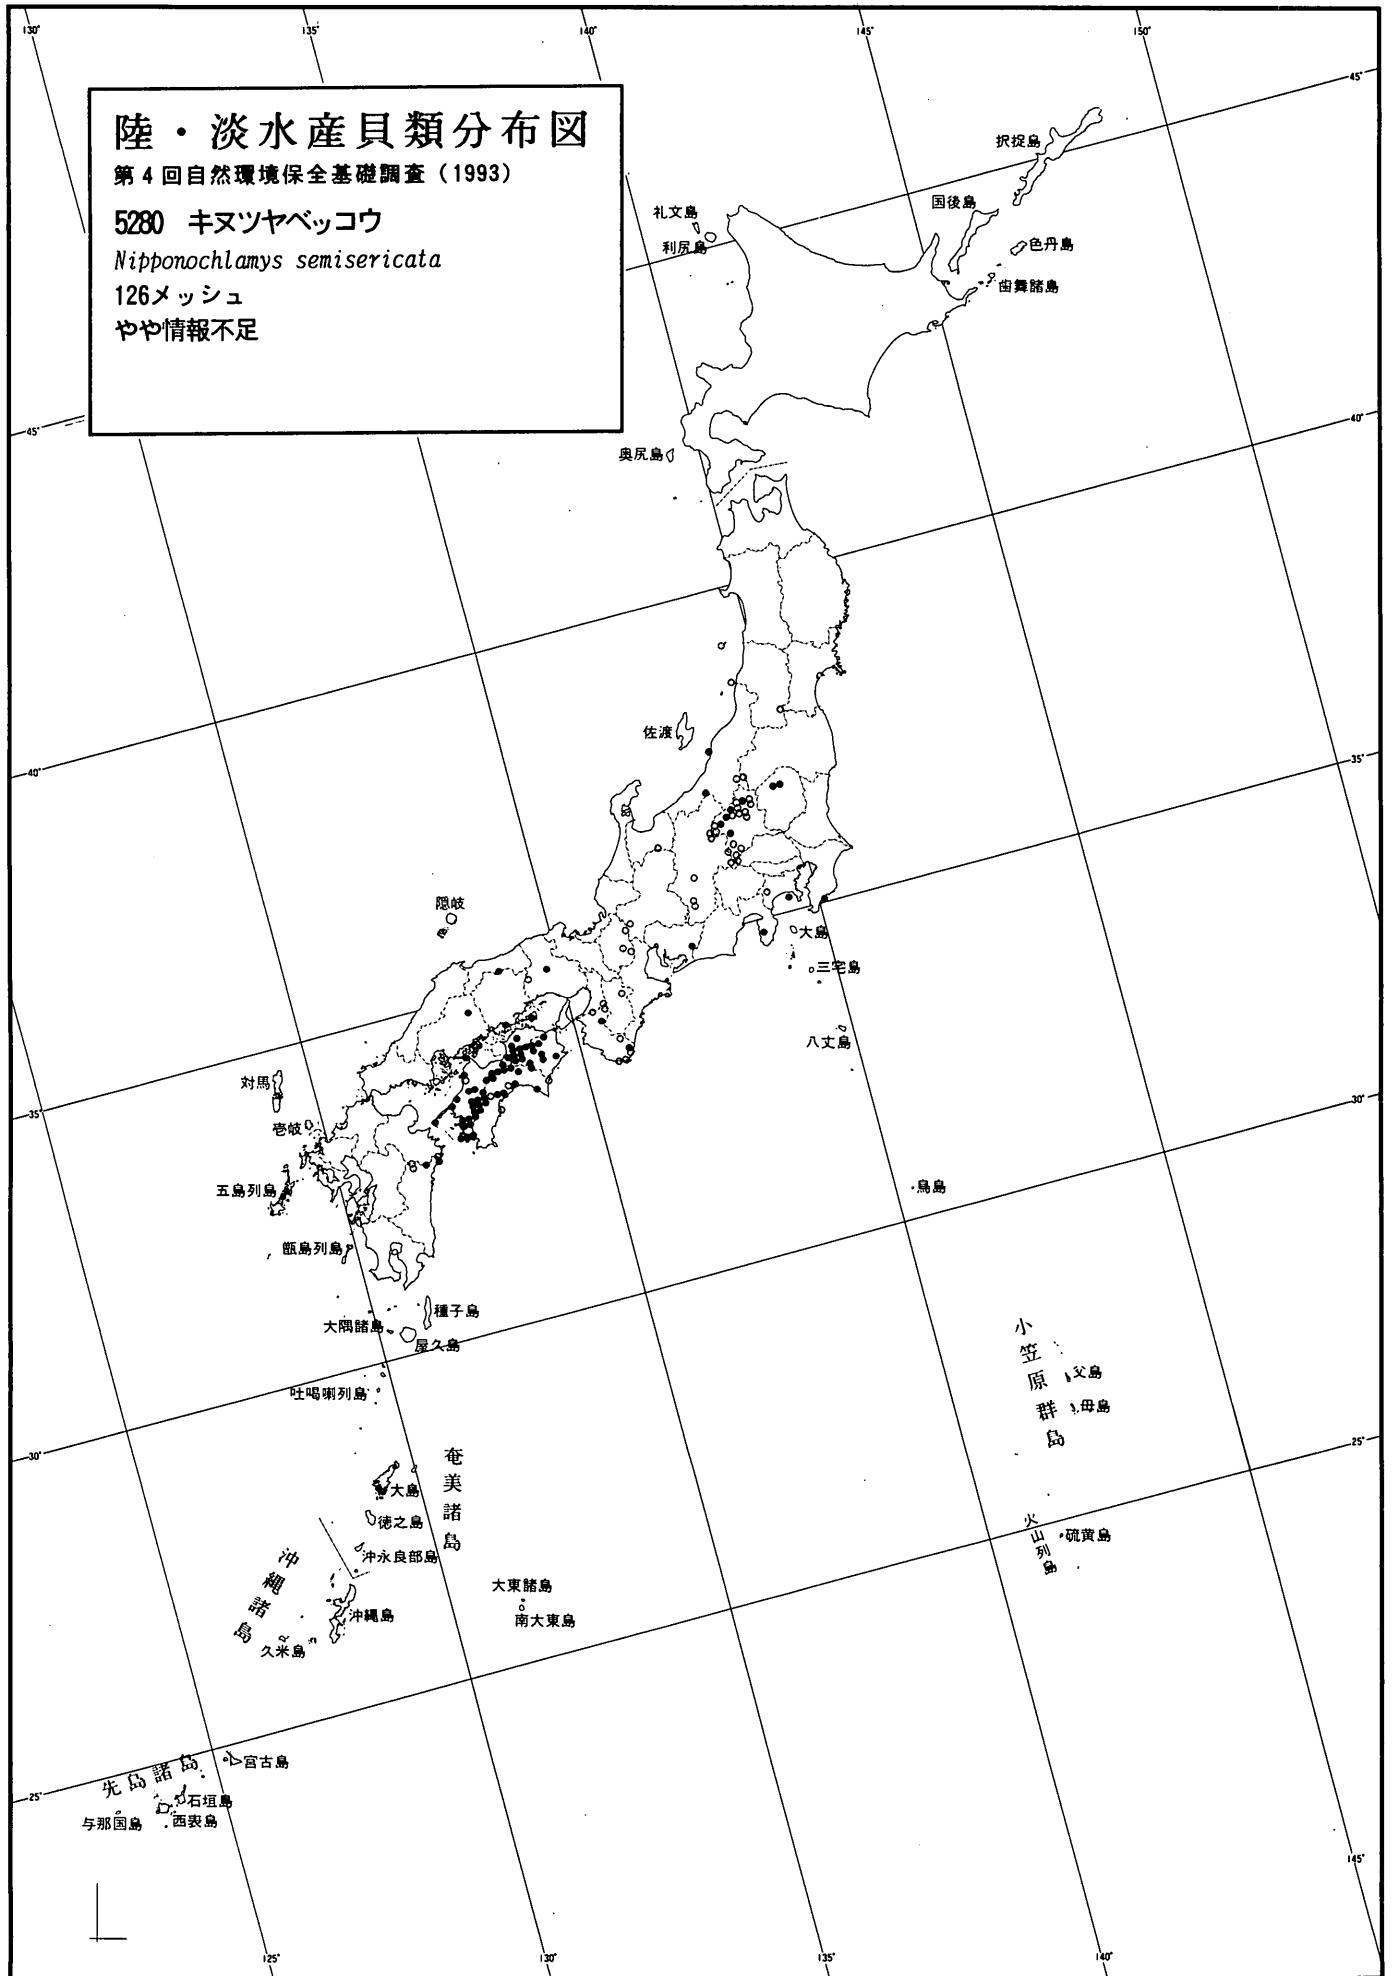 130°
135°
140°
145°
150°
陸・淡水産貝類分布図
第4回自然環境保全基礎調査（1993）
5280 キヌツヤベッコウ
Nipponochlamys semisericata
126メッシュ
やや情報不足
45°
択捉島
国後島
礼文島
利尻島
色丹島
歯舞諸島
45°
40°
奥尻島
佐渡
40°
35°
隠岐
大島
三宅島
八丈島
対馬
35°
壱岐
30°
五島列島
鳥島
甑島列島
種子島
大隅諸島
屋久島
吐噶喇列島
小笠原群島
父島
母島
30°
25°
奄美諸島
大島
徳之島
沖永良部島
火山列島
硫黄島
沖縄諸島
大東諸島
沖縄島
南大東島
久米島
先島諸島
宮古島
25°
石垣島
与那国島
西表島
145°
125°
130°
135°
140°